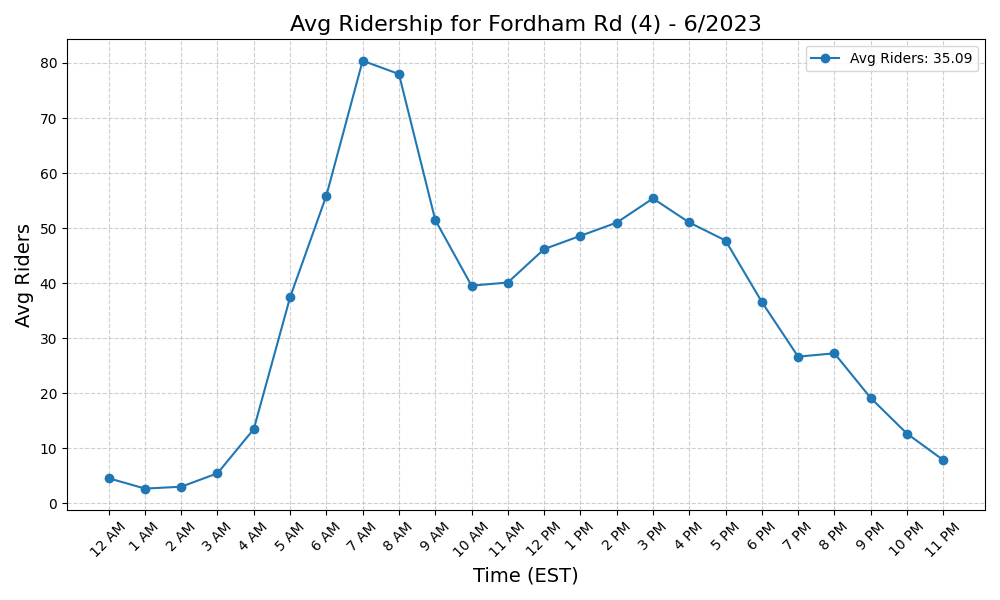 Avg Ridership for Fordham Rd (4) - 6/2023
Avg Riders: 35.09
Avg Riders
80
70
60
50
40
30
20
10
0
12 AM
1 AM
2 AM
3 AM
4 AM
5 AM
6 AM
7 AM
8 AM
9 AM
10 AM
11 AM
12 PM
1 PM
2 PM
3 PM
4 PM
5 PM
6 PM
7 PM
8 PM
9 PM
10 PM
11 PM
Time (EST)